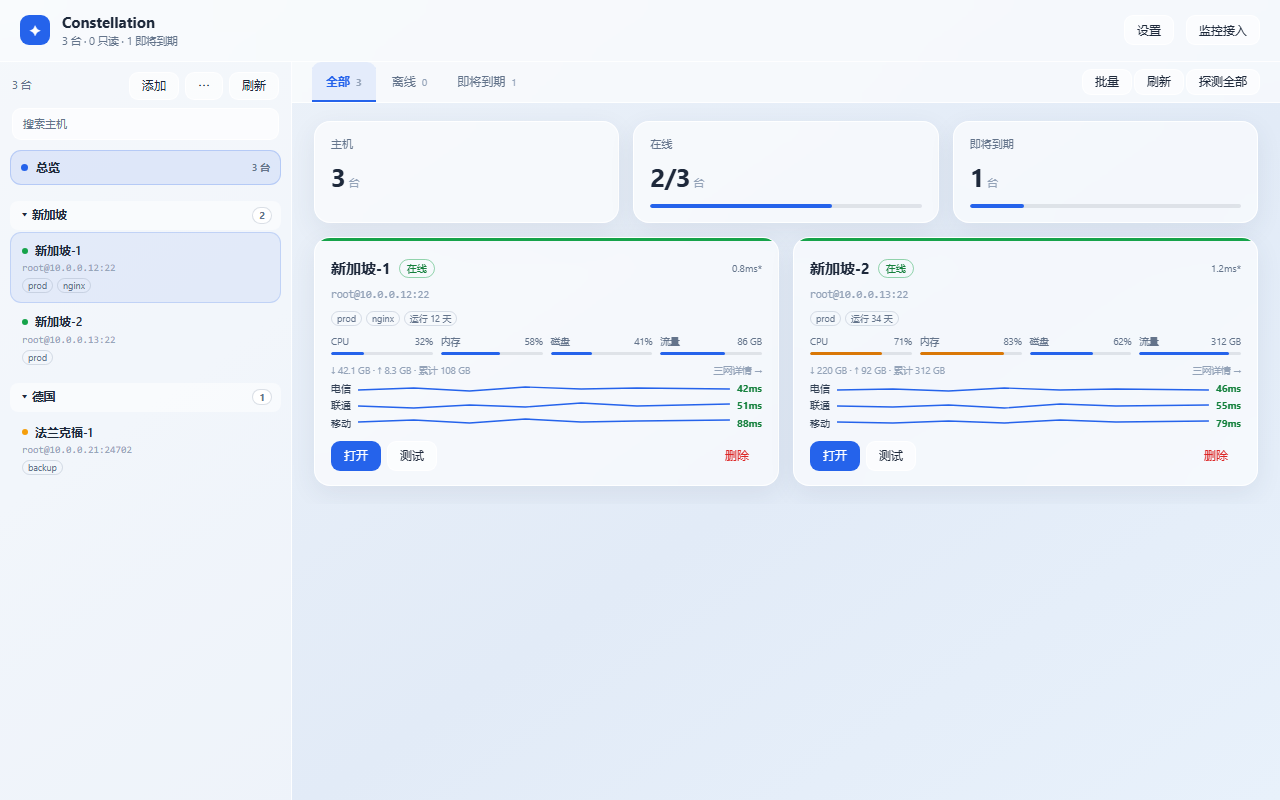 Constellation
3 台 · 0 只读 · 1 即将到期
设置
监控接入
3 台
添加
···
刷新
搜索主机
总览
3 台
新加坡
2
新加坡-1
root@10.0.0.12:22
prod
nginx
新加坡-2
root@10.0.0.13:22
prod
德国
1
法兰克福-1
root@10.0.0.21:24702
backup
全部 3
离线 0
即将到期 1
批量
刷新
探测全部
主机
3 台
在线
2/3 台
即将到期
1 台
新加坡-1
在线
0.8ms*
root@10.0.0.12:22
prod
nginx
运行 12 天
CPU 32%
内存 58%
磁盘 41%
流量 86 GB
↓ 42.1 GB · ↑ 8.3 GB · 累计 108 GB
三网详情 →
电信 42ms
联通 51ms
移动 88ms
打开
测试
删除
新加坡-2
在线
1.2ms*
root@10.0.0.13:22
prod
运行 34 天
CPU 71%
内存 83%
磁盘 62%
流量 312 GB
↓ 220 GB · ↑ 92 GB · 累计 312 GB
三网详情 →
电信 46ms
联通 55ms
移动 79ms
打开
测试
删除